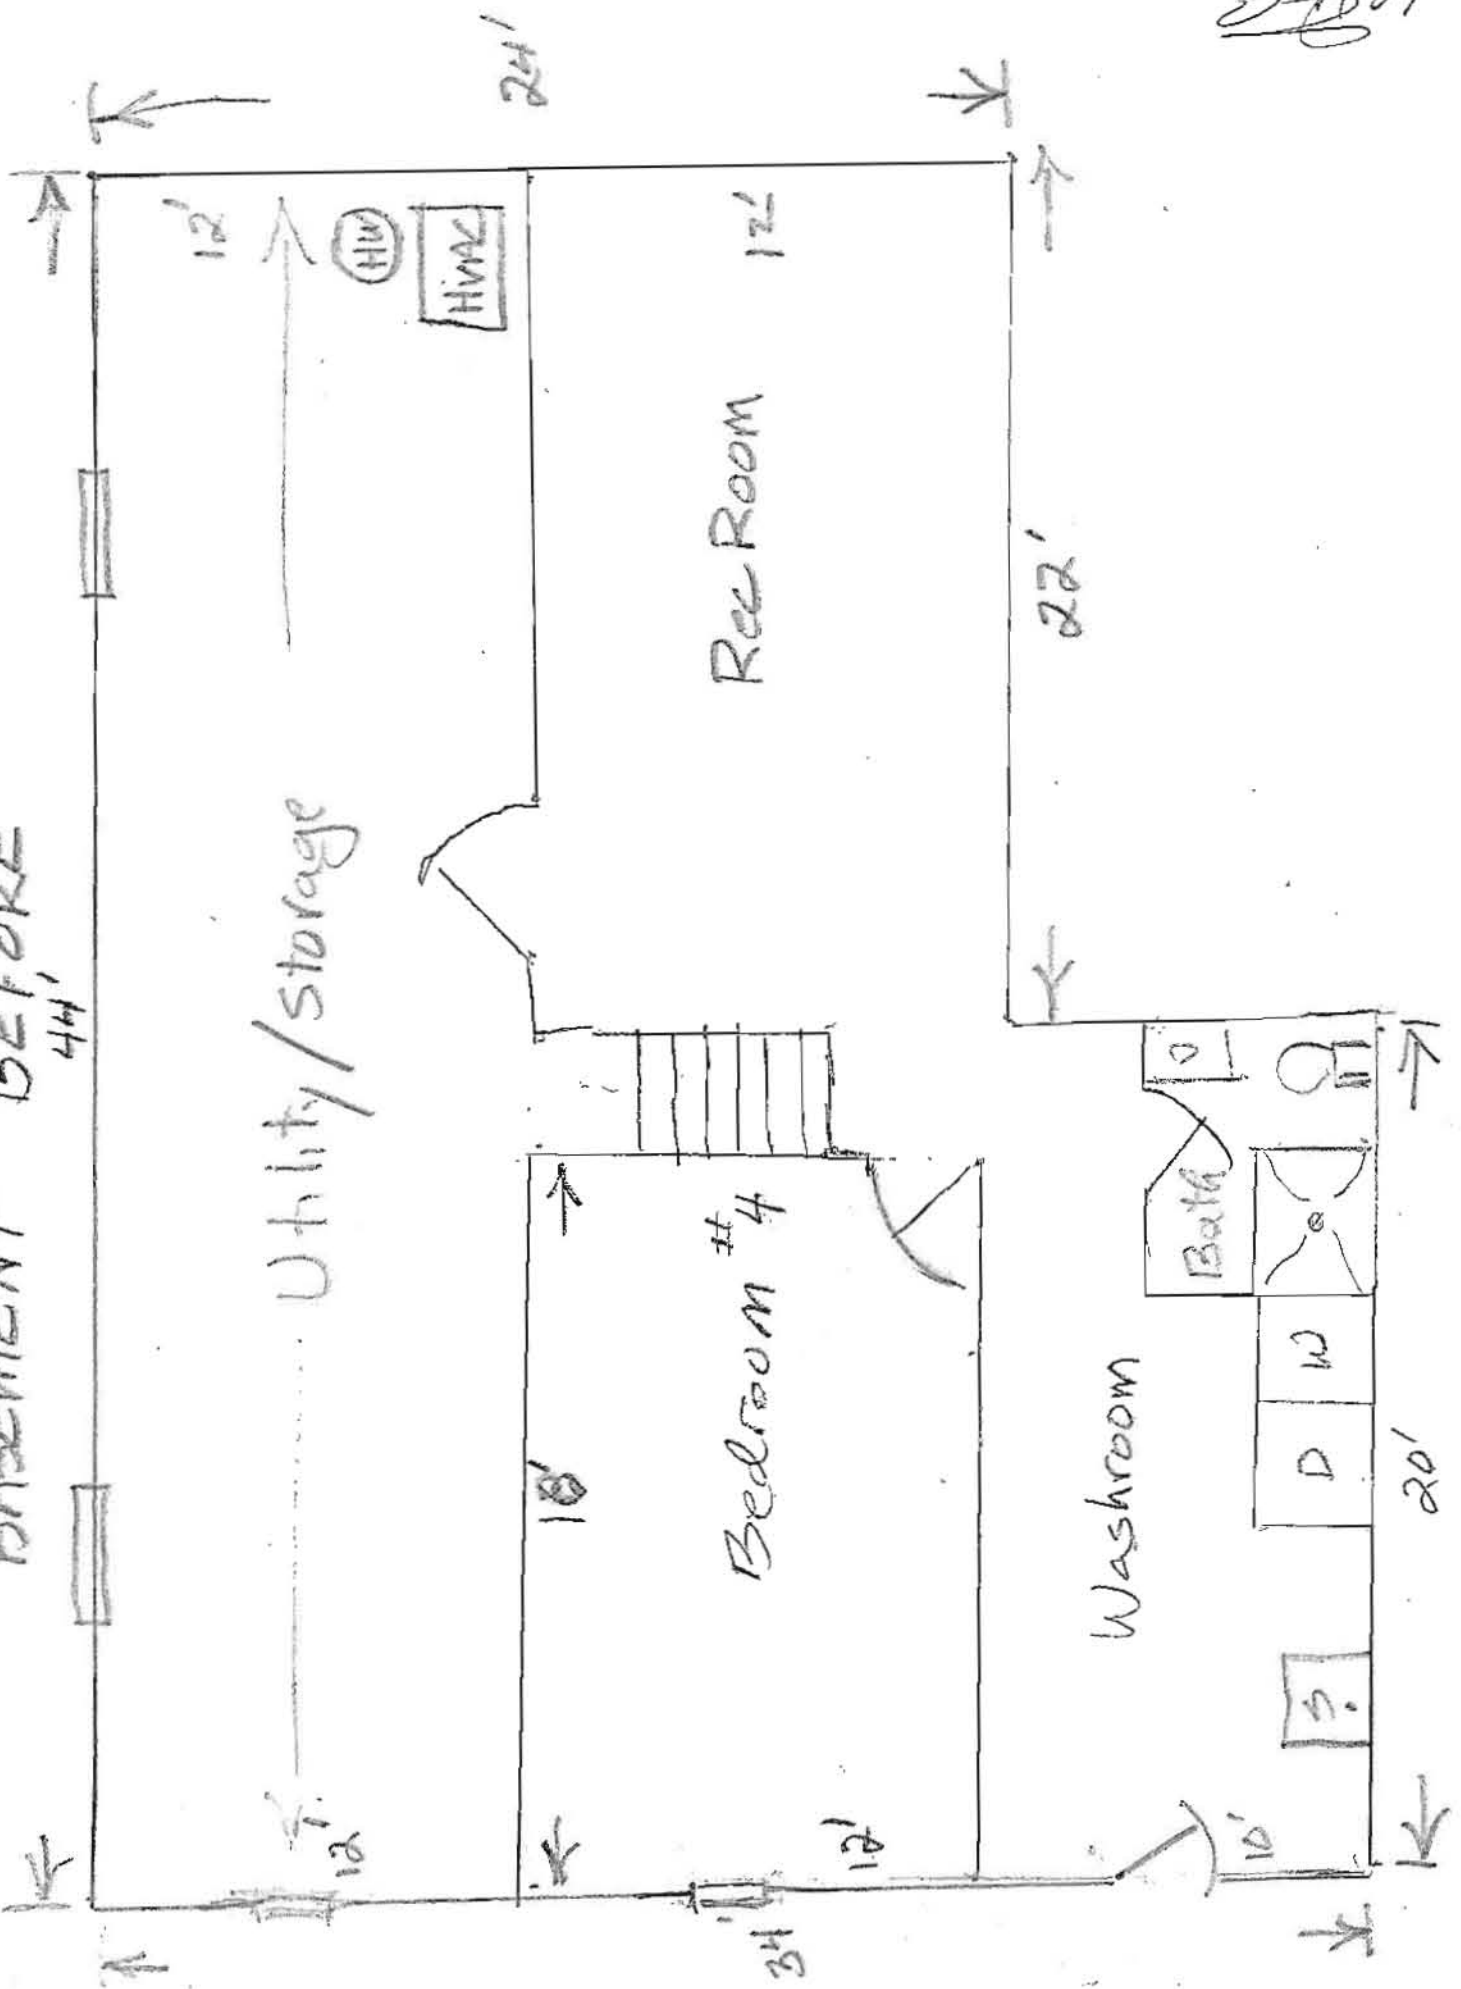 BASEMENT BEFORE
44'
24'
12'
Utility/Storage
HW
HVAC
12'
18'
Bedroom #4
12'
34'
Rec Room
12'
22'
Washroom
Bath
W
D
S.
10'
20'